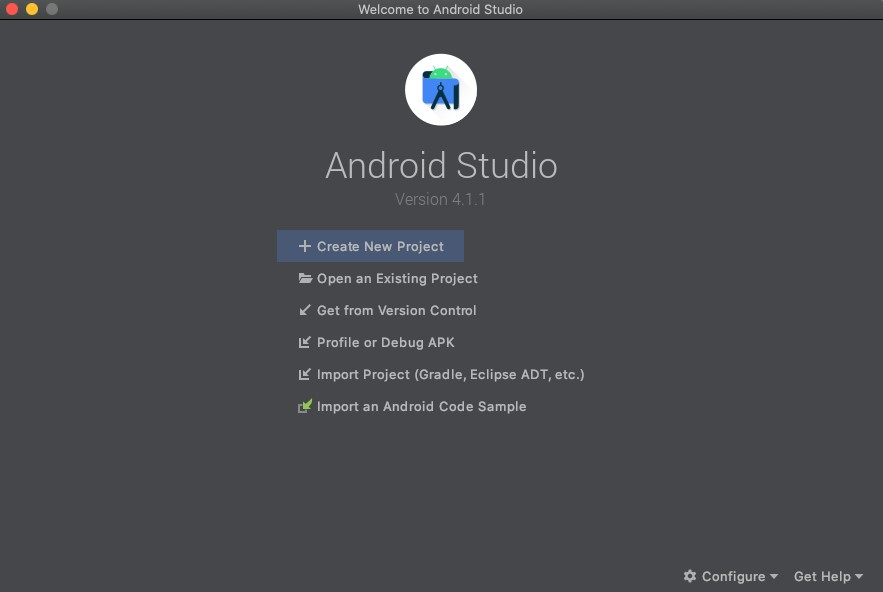 Welcome to Android Studio
Android Studio
Version 4.1.1
Create New Project
Open an Existing Project
Get from Version Control
Profile or Debug APK
Import Project (Gradle, Eclipse ADT, etc.)
Import an Android Code Sample
Configure Get Help